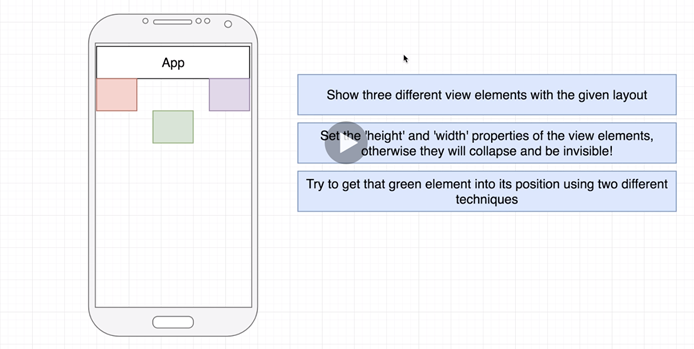 App
Show three different view elements with the given layout
Set the 'height' and 'width' properties of the view elements,
otherwise they will collapse and be invisible!
Try to get that green element into its position using two different
techniques